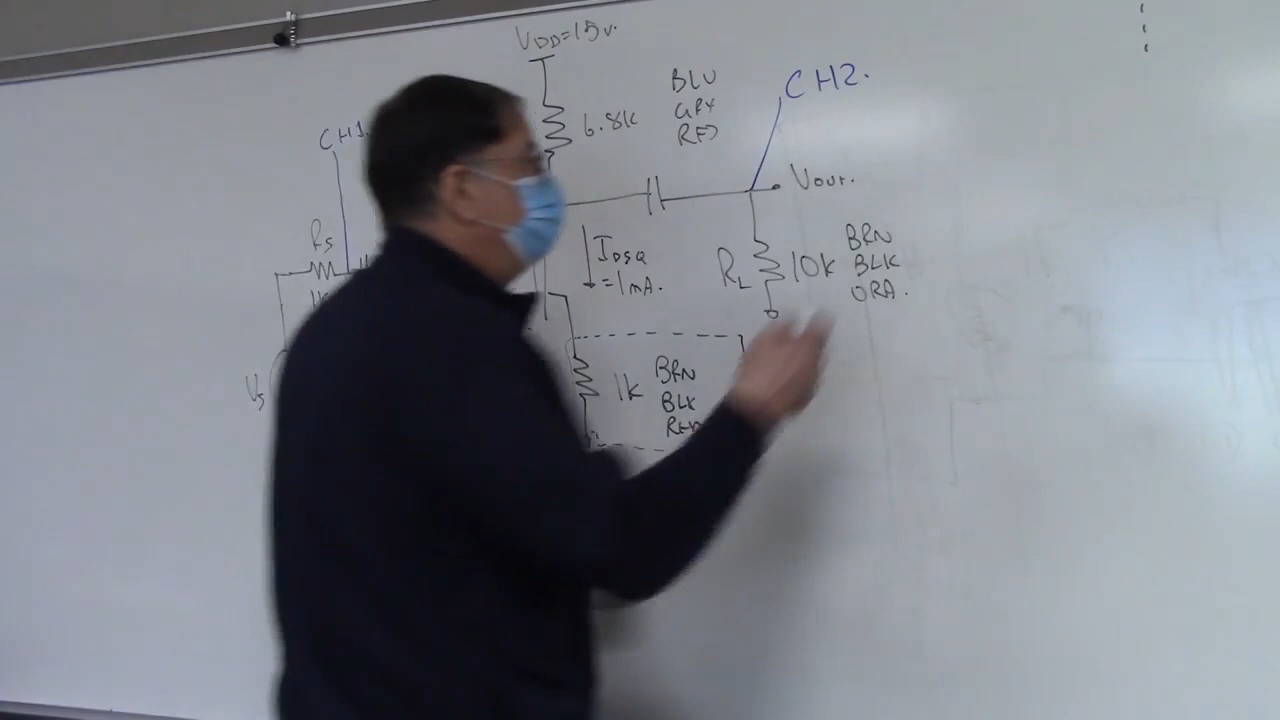 VDD=15v.
CH1.
6.8K
BLU
GRY
RED
CH2.
VOUT.
RS
IDSQ
=1mA.
RL
10K
BRN
BLK
ORA.
VS
1K
BRN
BLK